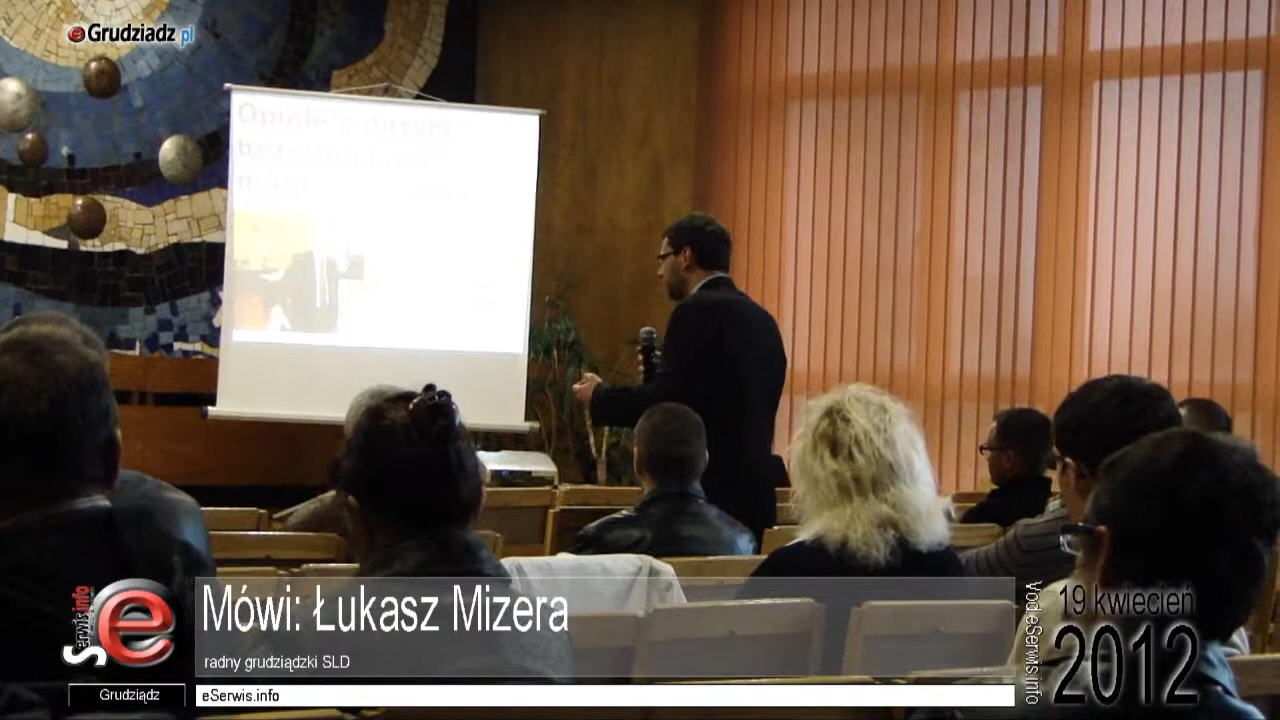 eGrudziadz.pl
Opinie o
Mówi: Łukasz Mizera
radny grudziądzki SLD
eSerwis.info
Grudziądz
eSerwis.info
Vod.eSerwis.info
19 kwiecień
2012